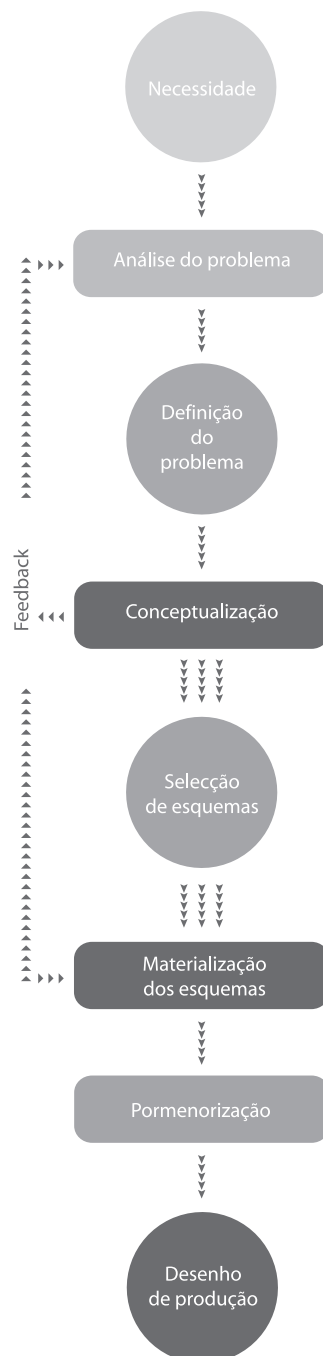 Necessidade
Análise do problema
Definição
do
problema
Feedback
Conceptualização
Selecção
de esquemas
Materialização
dos esquemas
Pormenorização
Desenho
de produção